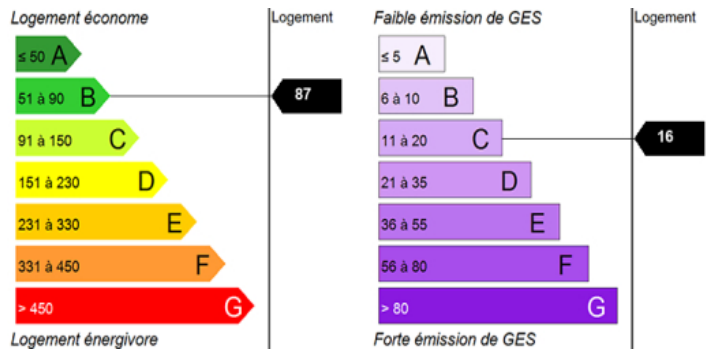 Logement économe
Logement
≤ 50 A
51 à 90 B
87
91 à 150 C
151 à 230 D
231 à 330 E
331 à 450 F
> 450 G
Logement énergivore
Faible émission de GES
Logement
≤ 5 A
6 à 10 B
11 à 20 C
16
21 à 35 D
36 à 55 E
56 à 80 F
> 80 G
Forte émission de GES